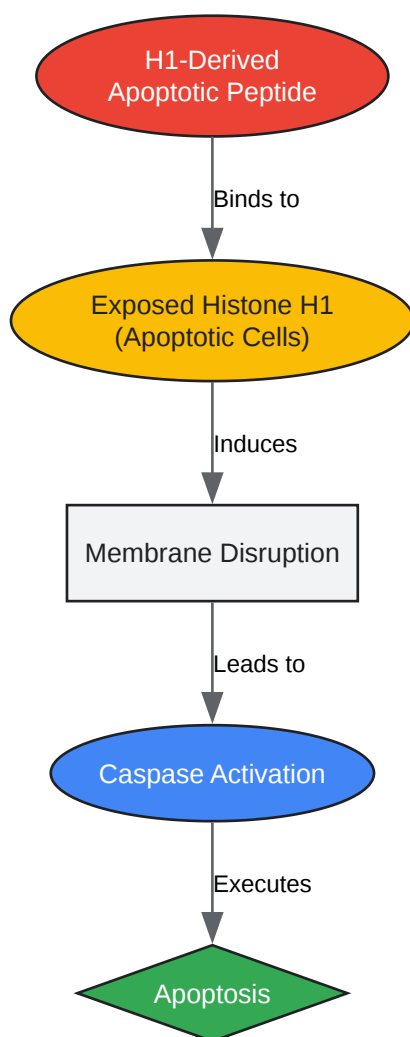 H1-Derived
Apoptotic Peptide
Binds to
Exposed Histone H1
(Apoptotic Cells)
Induces
Membrane Disruption
Leads to
Caspase Activation
Executes
Apoptosis